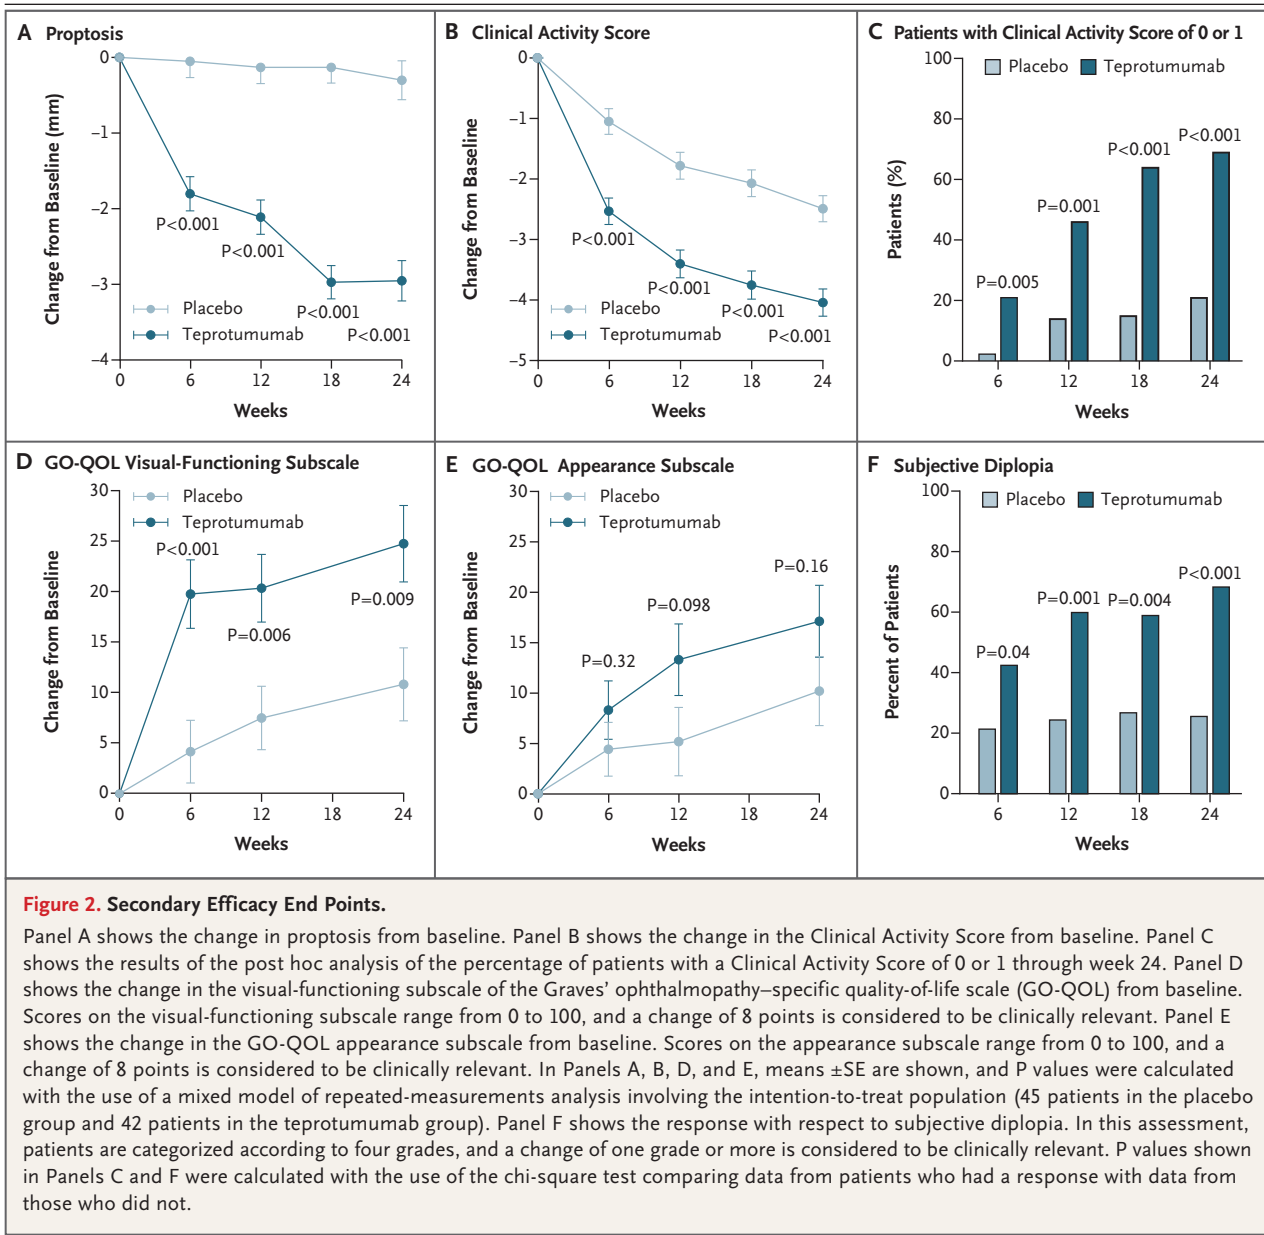 A Proptosis
0
−1
−2
−3
−4
Change from Baseline (mm)
P<0.001
P<0.001
P<0.001
P<0.001
Placebo
Teprotumumab
0 6 12 18 24
Weeks
B Clinical Activity Score
0
−1
−2
−3
−4
−5
Change from Baseline
P<0.001
P<0.001
P<0.001
P<0.001
Placebo
Teprotumumab
0 6 12 18 24
Weeks
C Patients with Clinical Activity Score of 0 or 1
Placebo Teprotumumab
100
80
60
40
20
0
Patients (%)
P=0.005
P=0.001
P<0.001
P<0.001
6 12 18 24
Weeks
D GO-QOL Visual-Functioning Subscale
Placebo
Teprotumumab
30
25
20
15
10
5
0
Change from Baseline
P<0.001
P=0.006
P=0.009
0 6 12 18 24
Weeks
E GO-QOL Appearance Subscale
Placebo
Teprotumumab
30
25
20
15
10
5
0
Change from Baseline
P=0.32
P=0.098
P=0.16
0 6 12 18 24
Weeks
F Subjective Diplopia
Placebo Teprotumumab
100
80
60
40
20
0
Percent of Patients
P=0.04
P=0.001
P=0.004
P<0.001
6 12 18 24
Weeks
Figure 2. Secondary Efficacy End Points.
Panel A shows the change in proptosis from baseline. Panel B shows the change in the Clinical Activity Score from baseline. Panel C
shows the results of the post hoc analysis of the percentage of patients with a Clinical Activity Score of 0 or 1 through week 24. Panel D
shows the change in the visual-functioning subscale of the Graves’ ophthalmopathy–specific quality-of-life scale (GO-QOL) from baseline.
Scores on the visual-functioning subscale range from 0 to 100, and a change of 8 points is considered to be clinically relevant. Panel E
shows the change in the GO-QOL appearance subscale from baseline. Scores on the appearance subscale range from 0 to 100, and a
change of 8 points is considered to be clinically relevant. In Panels A, B, D, and E, means ±SE are shown, and P values were calculated
with the use of a mixed model of repeated-measurements analysis involving the intention-to-treat population (45 patients in the placebo
group and 42 patients in the teprotumumab group). Panel F shows the response with respect to subjective diplopia. In this assessment,
patients are categorized according to four grades, and a change of one grade or more is considered to be clinically relevant. P values shown
in Panels C and F were calculated with the use of the chi-square test comparing data from patients who had a response with data from
those who did not.